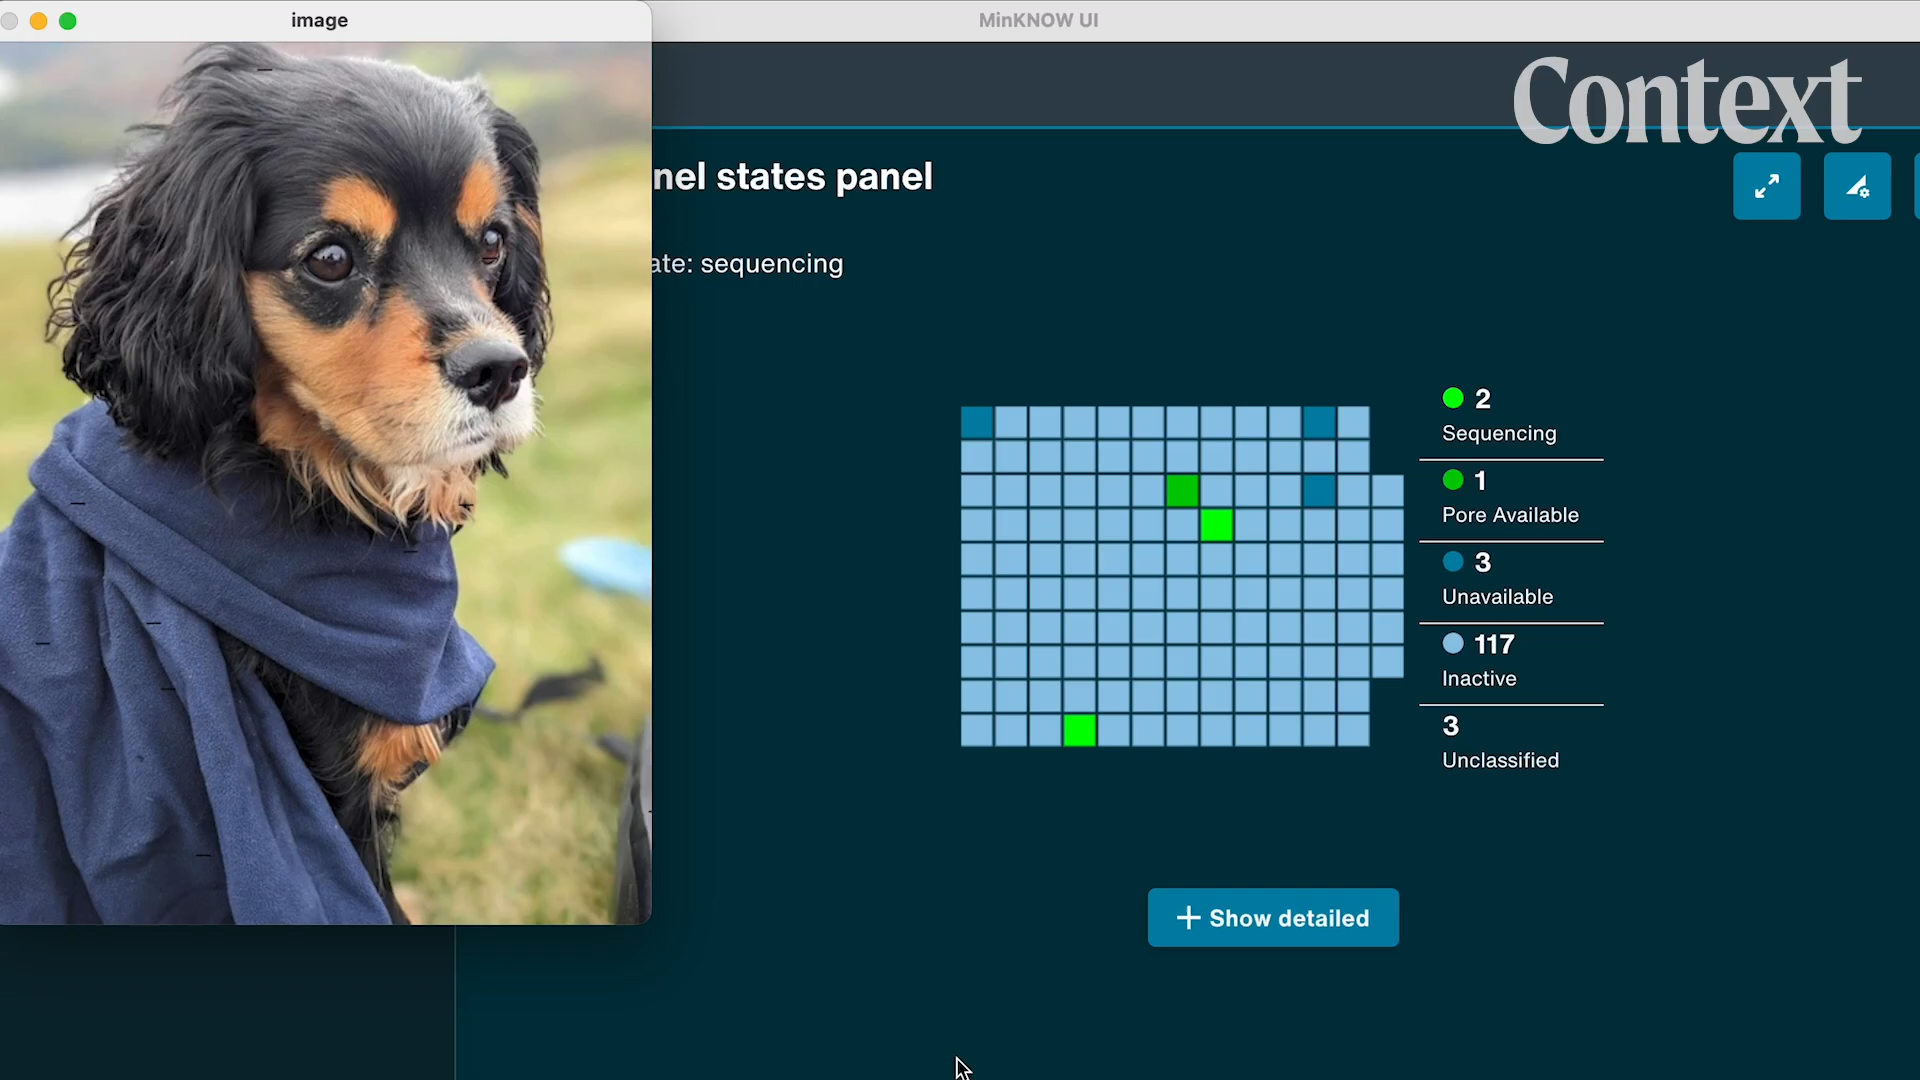 image
MinKNOW UI
Context
nel states panel
ate: sequencing
2
Sequencing
1
Pore Available
3
Unavailable
117
Inactive
3
Unclassified
+ Show detailed